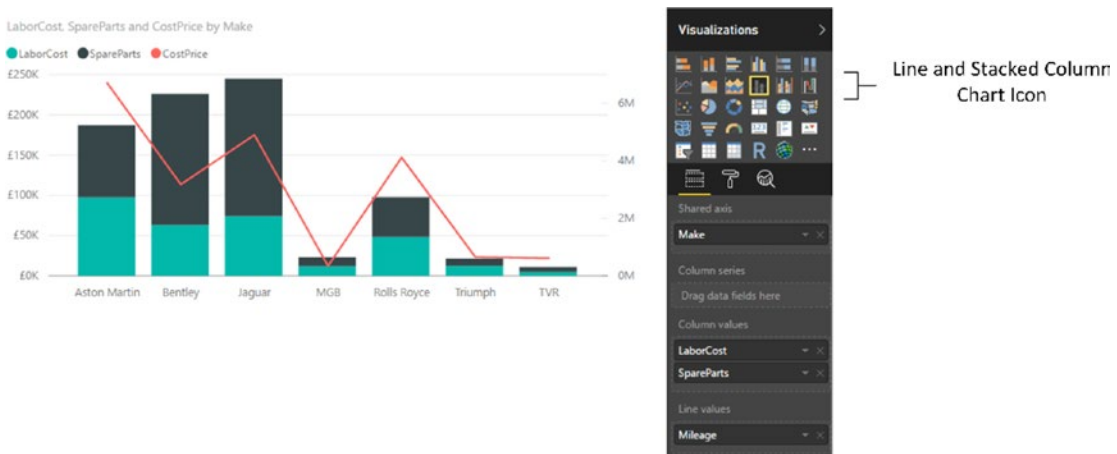 LaborCost, SpareParts and CostPrice by Make
LaborCost SpareParts CostPrice
£250K
£200K
£150K
£100K
£50K
£0K
6M
4M
2M
0M
Aston Martin Bentley Jaguar MGB Rolls Royce Triumph TVR
Visualizations
R
Shared axis
Make
Column series
Drag data fields here
Column values
LaborCost
SpareParts
Line values
Mileage
Line and Stacked Column
Chart Icon